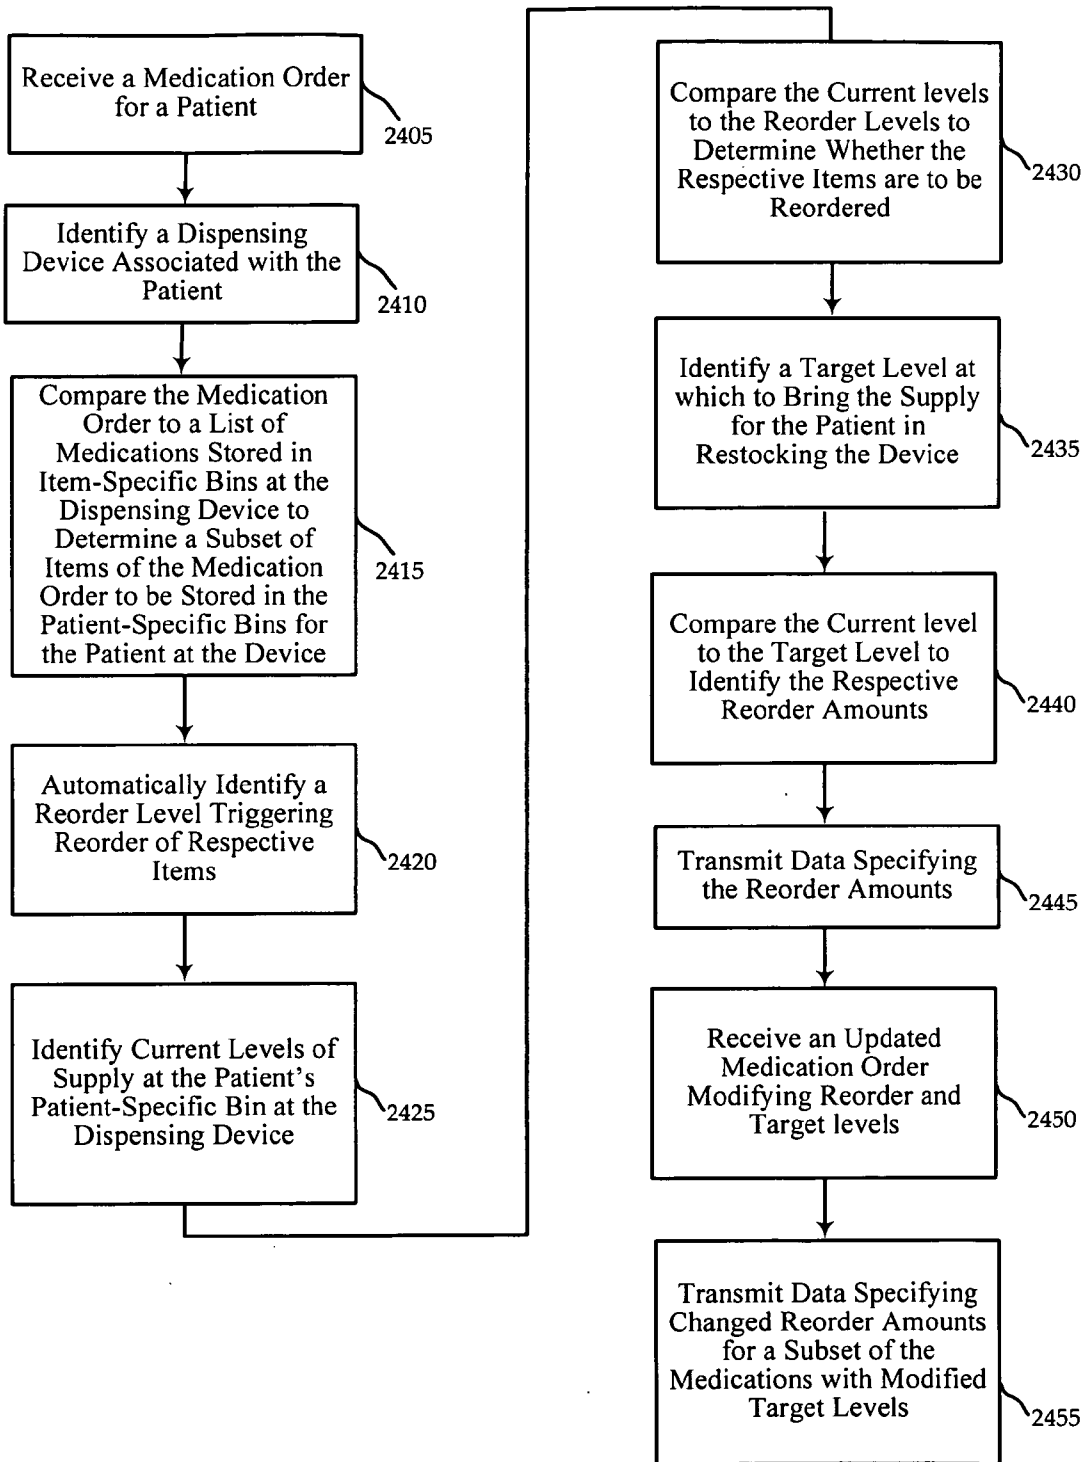 Receive a Medication Order
for a Patient
2405
Identify a Dispensing
Device Associated with the
Patient
2410
Compare the Medication
Order to a List of
Medications Stored in
Item-Specific Bins at the
Dispensing Device to
Determine a Subset of
Items of the Medication
Order to be Stored in the
Patient-Specific Bins for
the Patient at the Device
2415
Automatically Identify a
Reorder Level Triggering
Reorder of Respective
Items
2420
Identify Current Levels of
Supply at the Patient's
Patient-Specific Bin at the
Dispensing Device
2425
Compare the Current levels
to the Reorder Levels to
Determine Whether the
Respective Items are to be
Reordered
2430
Identify a Target Level at
which to Bring the Supply
for the Patient in
Restocking the Device
2435
Compare the Current level
to the Target Level to
Identify the Respective
Reorder Amounts
2440
Transmit Data Specifying
the Reorder Amounts
2445
Receive an Updated
Medication Order
Modifying Reorder and
Target levels
2450
Transmit Data Specifying
Changed Reorder Amounts
for a Subset of the
Medications with Modified
Target Levels
2455